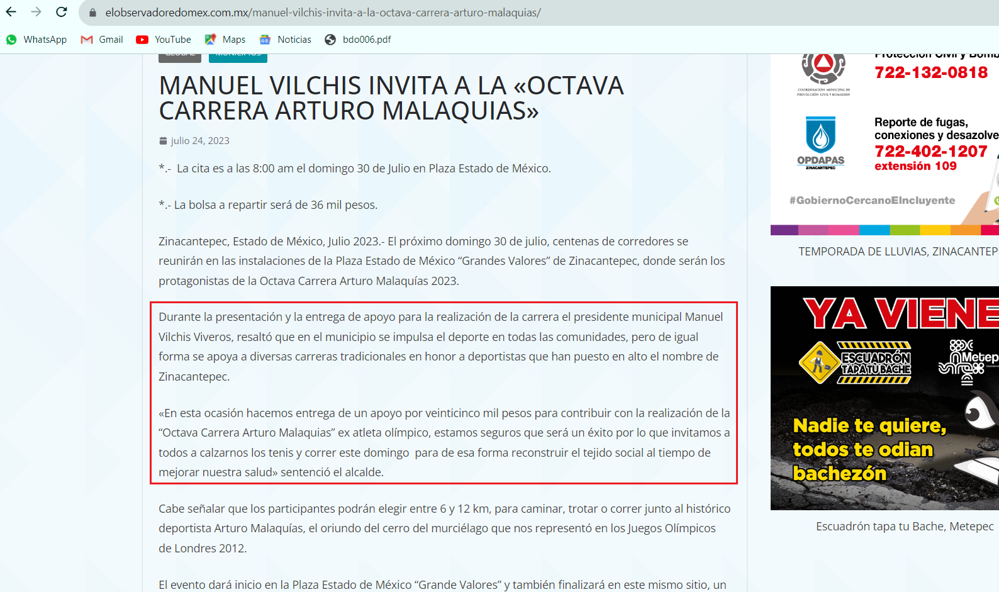 elobservadoredomex.com.mx/manuel-vilchis-invita-a-la-octava-carrera-arturo-malaquias/
WhatsApp
Gmail
YouTube
Maps
Noticias
bdo006.pdf
GLOBAL
MUNICIPIOS
MANUEL VILCHIS INVITA A LA «OCTAVA
CARRERA ARTURO MALAQUIAS»
julio 24, 2023
*.-  La cita es a las 8:00 am el domingo 30 de Julio en Plaza Estado de México.
*.- La bolsa a repartir será de 36 mil pesos.
Zinacantepec, Estado de México, Julio 2023.- El próximo domingo 30 de julio, centenas de corredores se
reunirán en las instalaciones de la Plaza Estado de México “Grandes Valores” de Zinacantepec, donde serán los
protagonistas de la Octava Carrera Arturo Malaquías 2023.
Durante la presentación y la entrega de apoyo para la realización de la carrera el presidente municipal Manuel
Vilchis Viveros, resaltó que en el municipio se impulsa el deporte en todas las comunidades, pero de igual
forma se apoya a diversas carreras tradicionales en honor a deportistas que han puesto en alto el nombre de
Zinacantepec.
«En esta ocasión hacemos entrega de un apoyo por veinticinco mil pesos para contribuir con la realización de la
“Octava Carrera Arturo Malaquias” ex atleta olímpico, estamos seguros que será un éxito por lo que invitamos a
todos a calzarnos los tenis y correr este domingo  para de esa forma reconstruir el tejido social al tiempo de
mejorar nuestra salud» sentenció el alcalde.
Cabe señalar que los participantes podrán elegir entre 6 y 12 km, para caminar, trotar o correr junto al histórico
deportista Arturo Malaquías, el oriundo del cerro del murciélago que nos representó en los Juegos Olímpicos
de Londres 2012.
El evento dará inicio en la Plaza Estado de México “Grande Valores” y también finalizará en este mismo sitio, un
Protección Civil y Bomb
722-132-0818
COORDINACIÓN MUNICIPAL DE
PROTECCIÓN CIVIL Y BOMBEROS
Reporte de fugas,
conexiones y desazolve
722-402-1207
extensión 109
OPDAPAS
ZINACANTEPEC
#GobiernoCercanoEIncluyente
TEMPORADA DE LLUVIAS, ZINACANTEP
YA VIENE
ESCUADRÓN
TAPA TU BACHE
Metep
Nadie te quiere,
todos te odian
bachezón
Escuadrón tapa tu Bache, Metepec